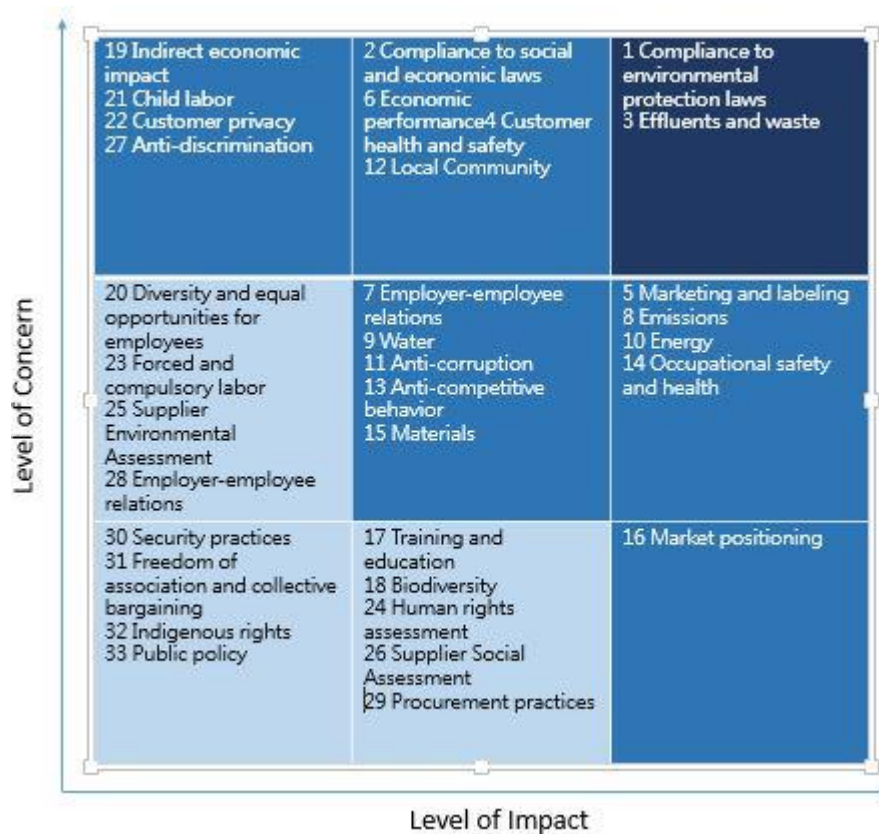 19 Indirect economic
impact
21 Child labor
22 Customer privacy
27 Anti-discrimination
2 Compliance to social
and economic laws
6 Economic
performance4 Customer
health and safety
12 Local Community
1 Compliance to
environmental
protection laws
3 Effluents and waste
20 Diversity and equal
opportunities for
employees
23 Forced and
compulsory labor
25 Supplier
Environmental
Assessment
28 Employer-employee
relations
7 Employer-employee
relations
9 Water
11 Anti-corruption
13 Anti-competitive
behavior
15 Materials
5 Marketing and labeling
8 Emissions
10 Energy
14 Occupational safety
and health
30 Security practices
31 Freedom of
association and collective
bargaining
32 Indigenous rights
33 Public policy
17 Training and
education
18 Biodiversity
24 Human rights
assessment
26 Supplier Social
Assessment
29 Procurement practices
16 Market positioning
Level of Concern
Level of Impact